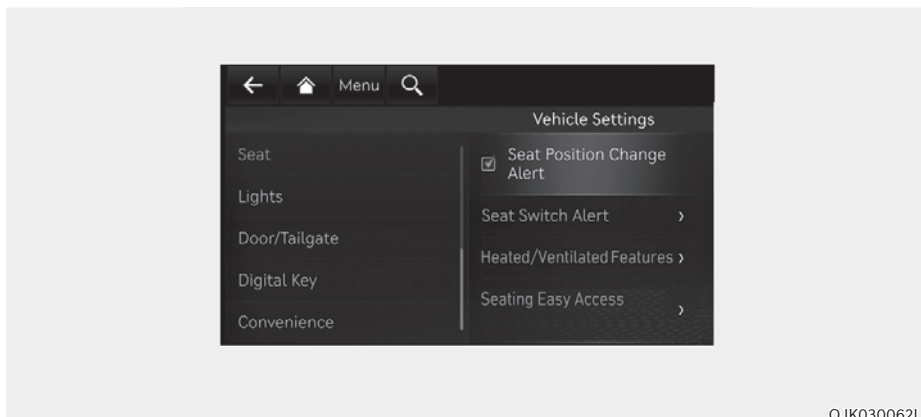 Menu
Vehicle Settings
Seat
Lights
Door/Tailgate
Digital Key
Convenience
Seat Position Change
Alert
Seat Switch Alert
Heated/Ventilated Features
Seating Easy Access